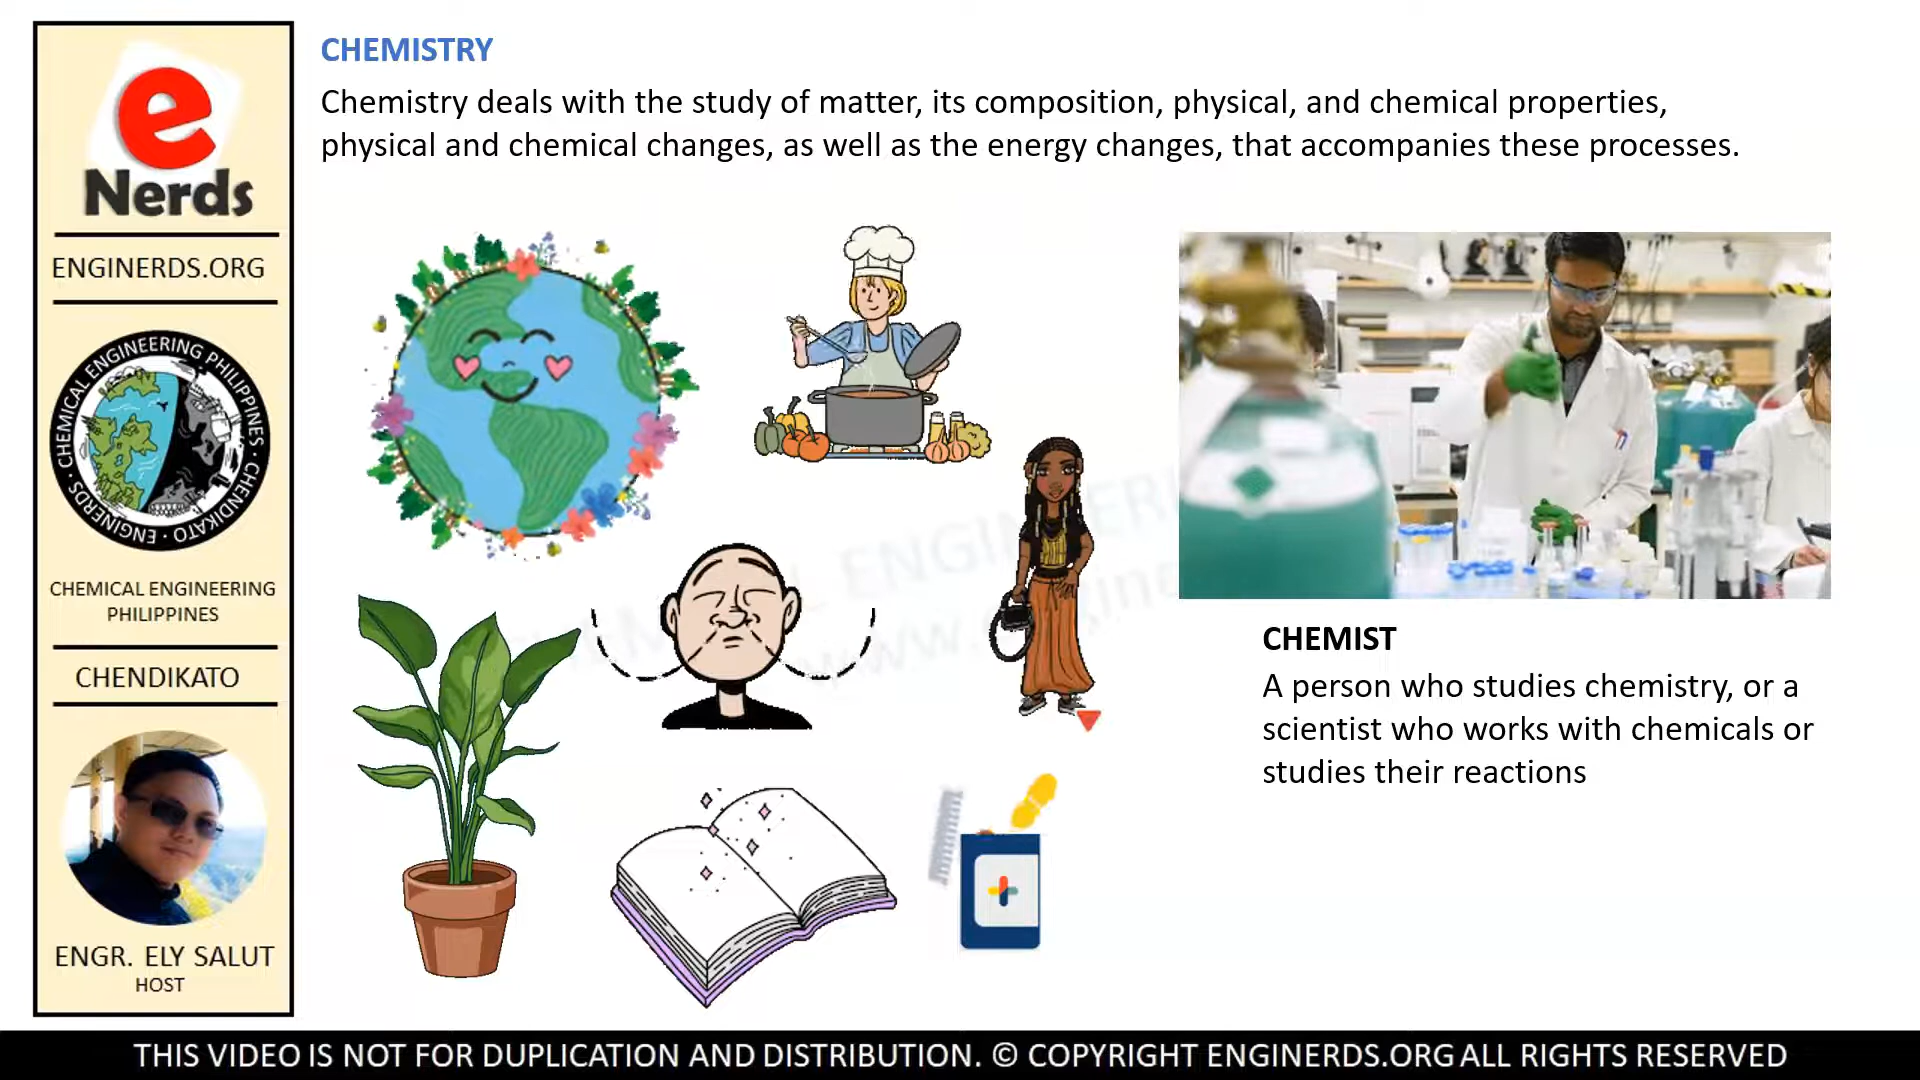 e
Nerds
ENGINERDS.ORG
CHEMICAL ENGINEERING PHILIPPINES · CHENDIKATO · ENGINERDS ·
CHEMICAL ENGINEERING
PHILIPPINES
CHENDIKATO
ENGR. ELY SALUT
HOST
CHEMISTRY
Chemistry deals with the study of matter, its composition, physical, and chemical properties,
physical and chemical changes, as well as the energy changes, that accompanies these processes.
CHEMIST
A person who studies chemistry, or a
scientist who works with chemicals or
studies their reactions
THIS VIDEO IS NOT FOR DUPLICATION AND DISTRIBUTION. © COPYRIGHT ENGINERDS.ORG ALL RIGHTS RESERVED